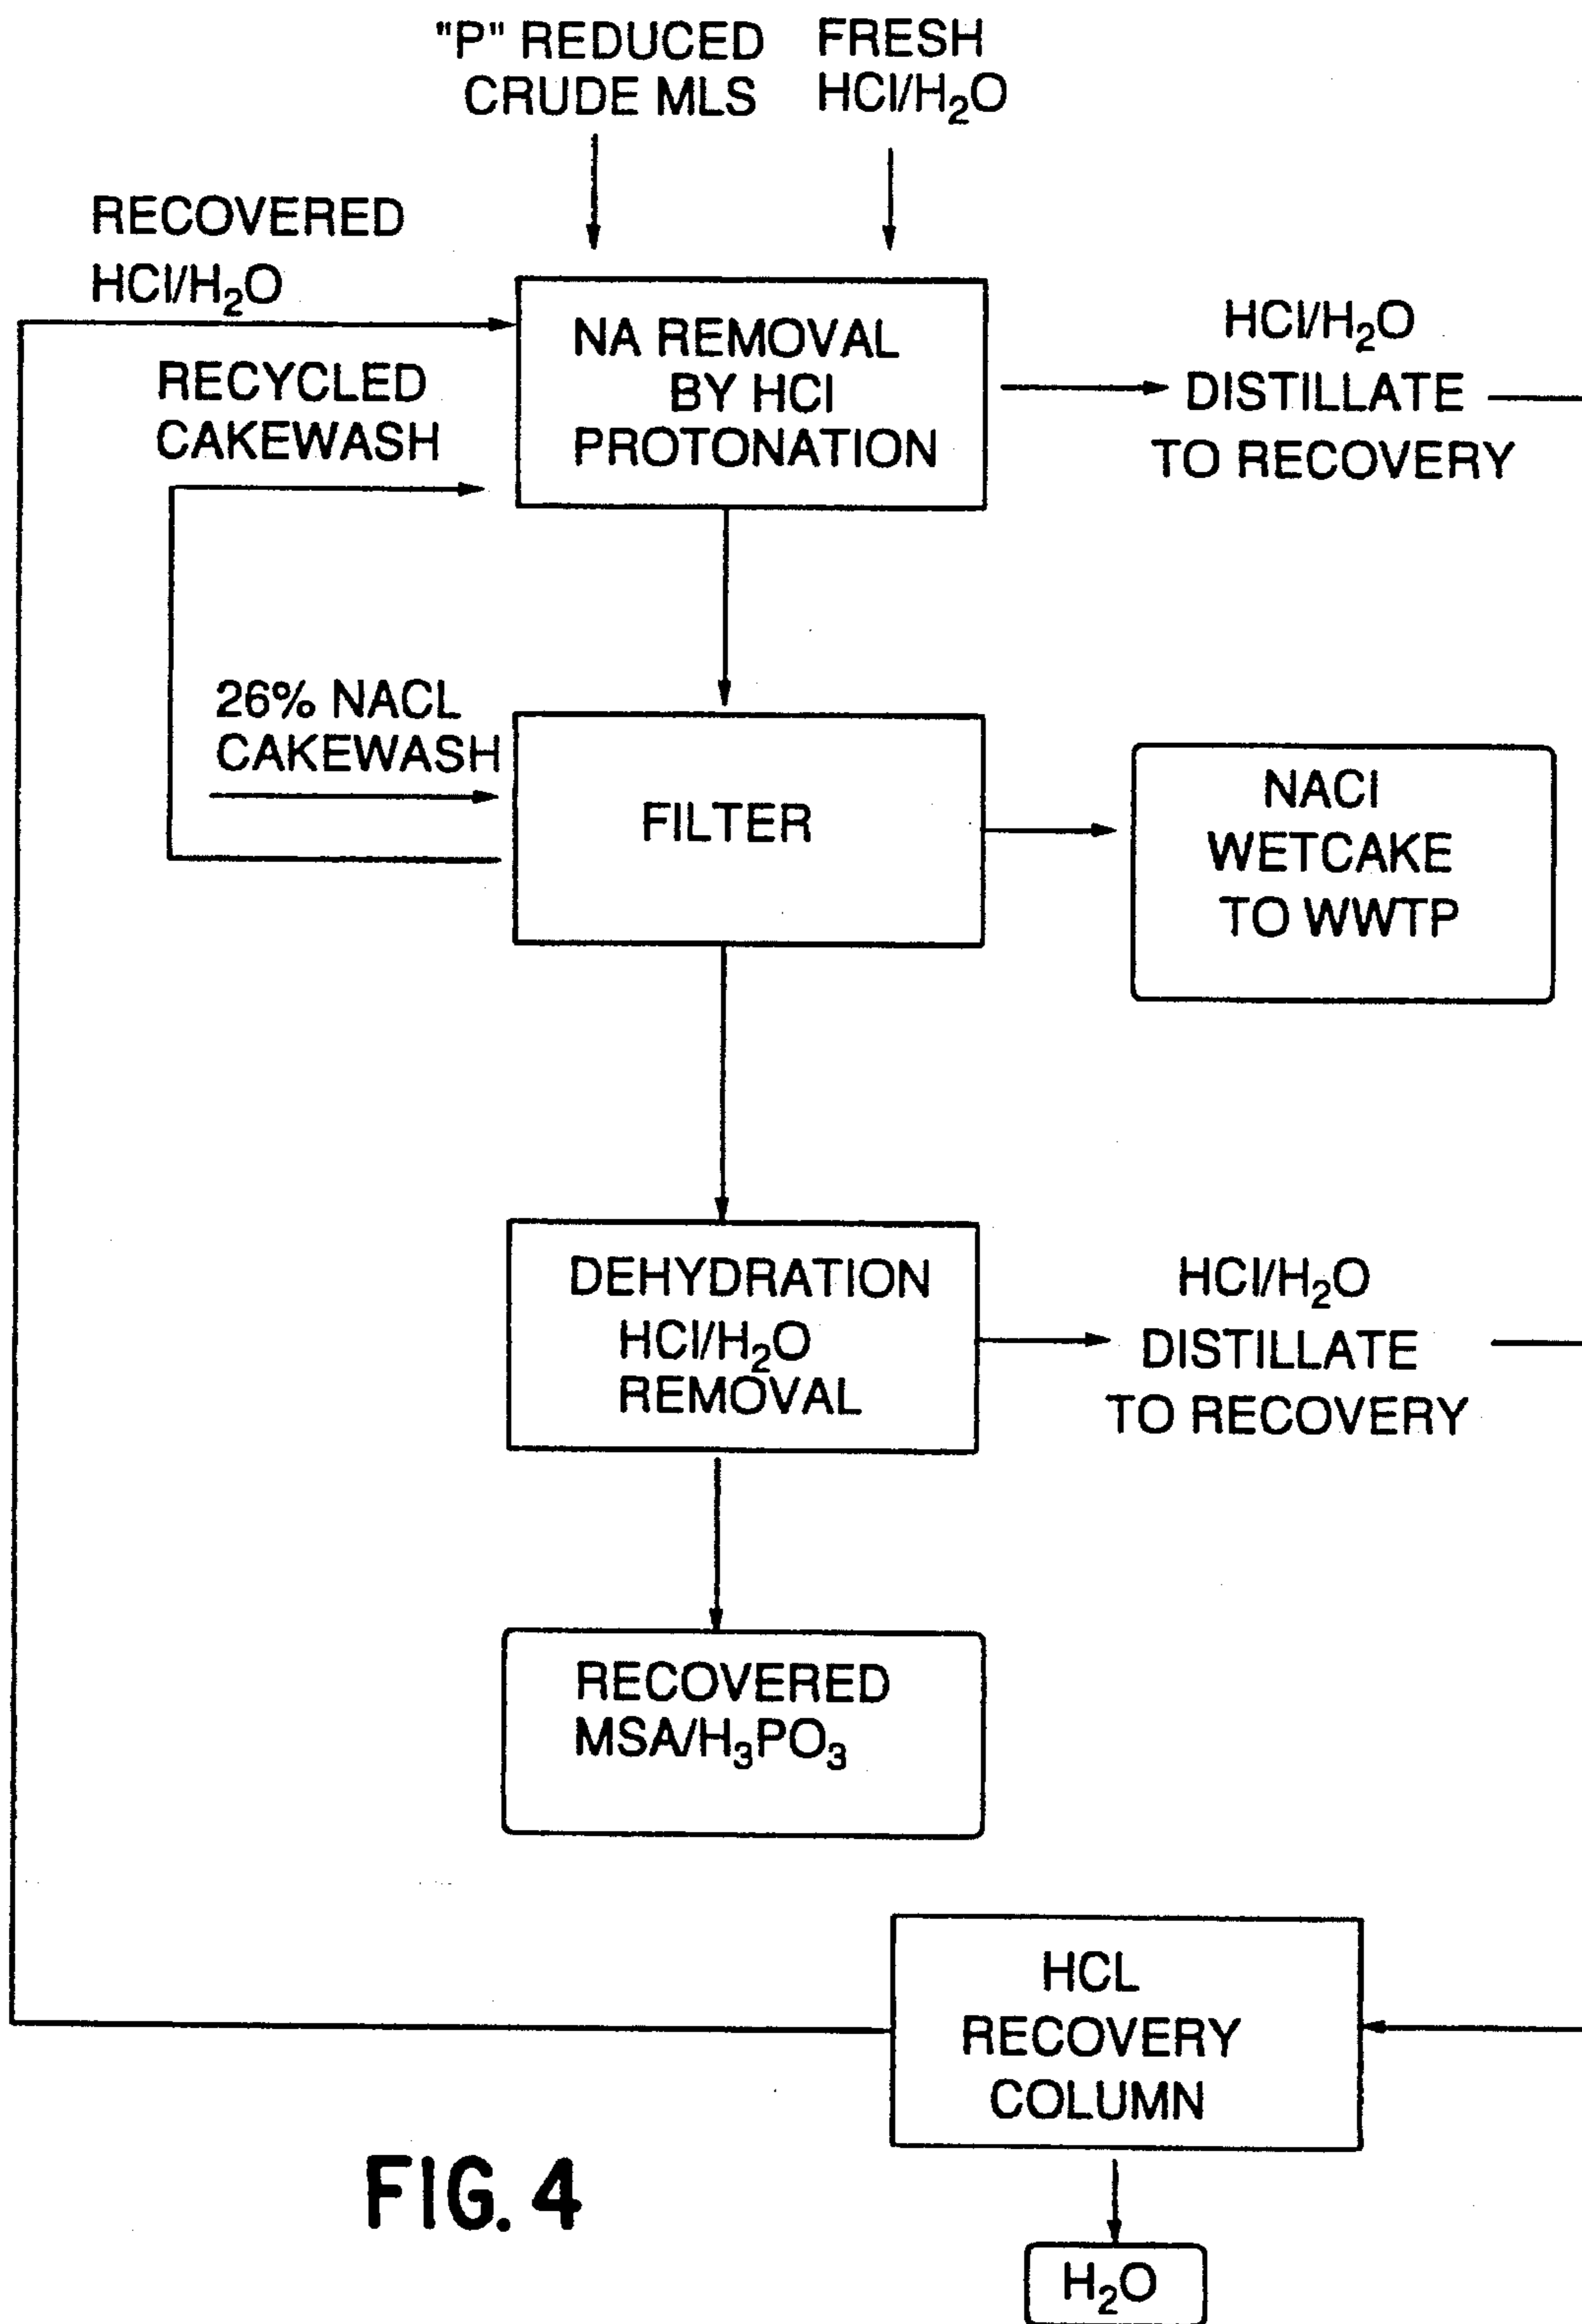 "P" REDUCED
CRUDE MLS
FRESH
HCl/H₂O
RECOVERED
HCl/H₂O
NA REMOVAL
BY HCl
PROTONATION
HCl/H₂O
DISTILLATE
TO RECOVERY
RECYCLED
CAKEWASH
26% NACL
CAKEWASH
FILTER
NACl
WETCAKE
TO WWTP
DEHYDRATION
HCl/H₂O
REMOVAL
HCl/H₂O
DISTILLATE
TO RECOVERY
RECOVERED
MSA/H₃PO₃
HCL
RECOVERY
COLUMN
H₂O
FIG. 4